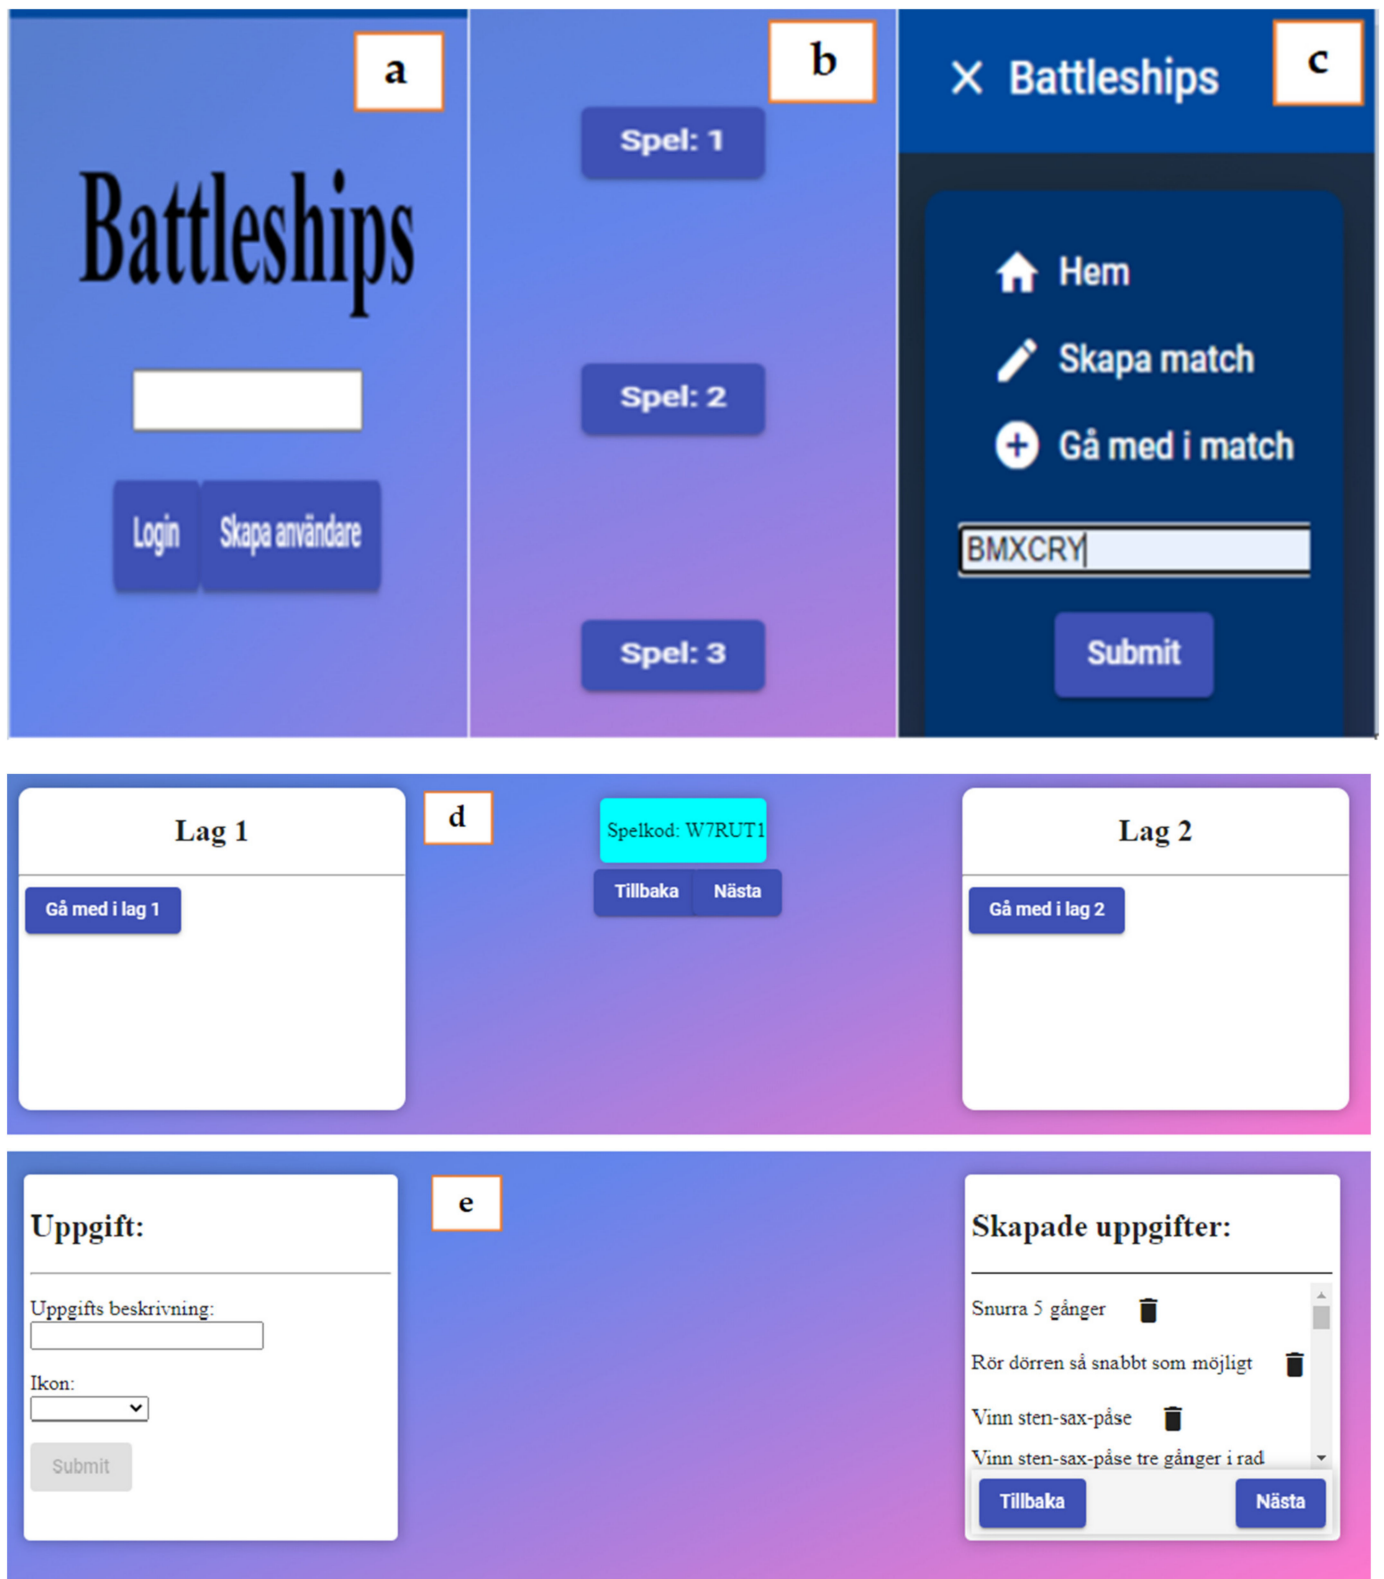 a
Battleships
Login
Skapa användare
b
Spel: 1
Spel: 2
Spel: 3
c
Battleships
Hem
Skapa match
Gå med i match
BMXCRY
Submit
Lag 1
Gå med i lag 1
d
Spelkod: W7RUT1
Tillbaka
Nästa
Lag 2
Gå med i lag 2
Uppgift:
Uppgifts beskrivning:
Ikon:
Submit
e
Skapade uppgifter:
Snurra 5 gånger
Rör dörren så snabbt som möjligt
Vinn sten-sax-påse
Vinn sten-sax-påse tre gånger i rad
Tillbaka
Nästa